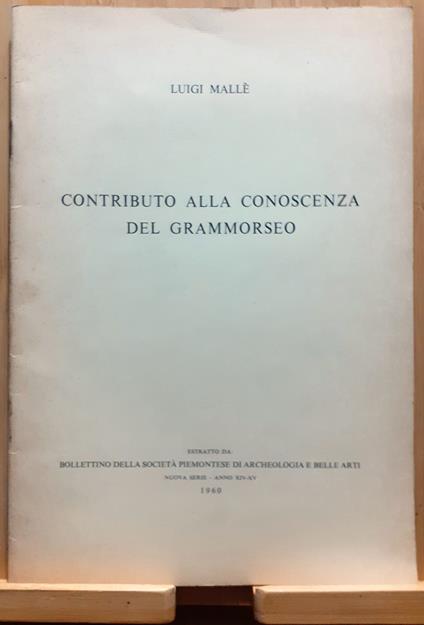 LUIGI MALLÈ
CONTRIBUTO ALLA CONOSCENZA
DEL GRAMMORSEO
ESTRATTO DA:
BOLLETTINO DELLA SOCIETÀ PIEMONTESE DI ARCHEOLOGIA E BELLE ARTI
NUOVA SERIE - ANNO XIV-XV
1960